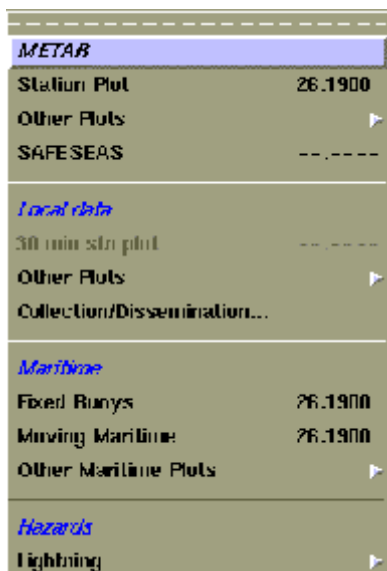 METAR
Station Plot 26.1900
Other Plots
SAFESEAS --.----
Local data
30 min stn plot --.----
Other Plots
Collection/Dissemination...
Maritime
Fixed Buoys 26.1900
Moving Maritime 26.1900
Other Maritime Plots
Hazards
Lightning